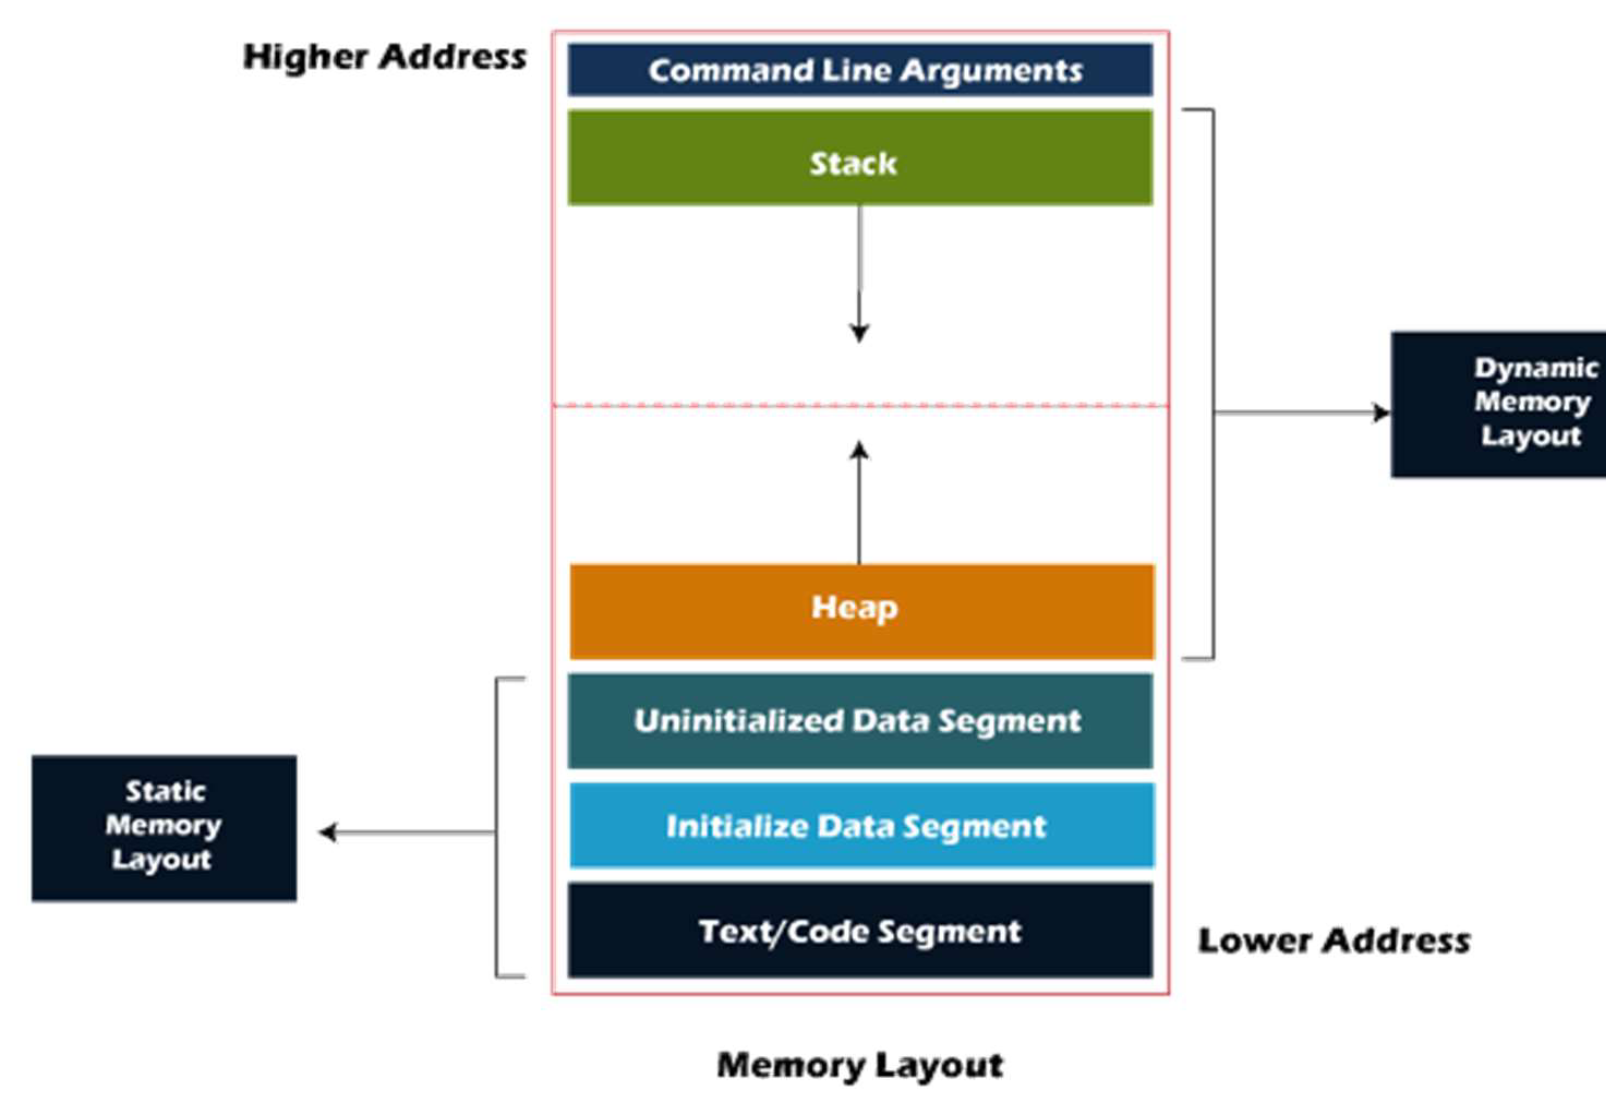 Higher Address
Command Line Arguments
Stack
Dynamic
Memory
Layout
Heap
Uninitialized Data Segment
Static
Memory
Layout
Initialize Data Segment
Text/Code Segment
Lower Address
Memory Layout